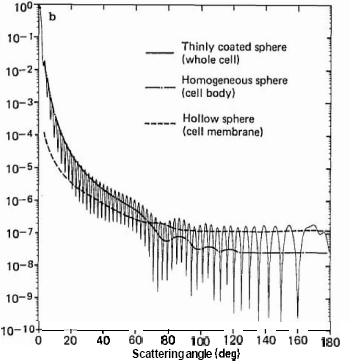 b
10⁰
10⁻¹
10⁻²
10⁻³
10⁻⁴
10⁻⁵
10⁻⁶
10⁻⁷
10⁻⁸
10⁻⁹
10⁻¹⁰
Thinly coated sphere
(whole cell)
Homogeneous sphere
(cell body)
Hollow sphere
(cell membrane)
0 20 40 60 80 100 120 140 160 180
Scattering angle (deg)